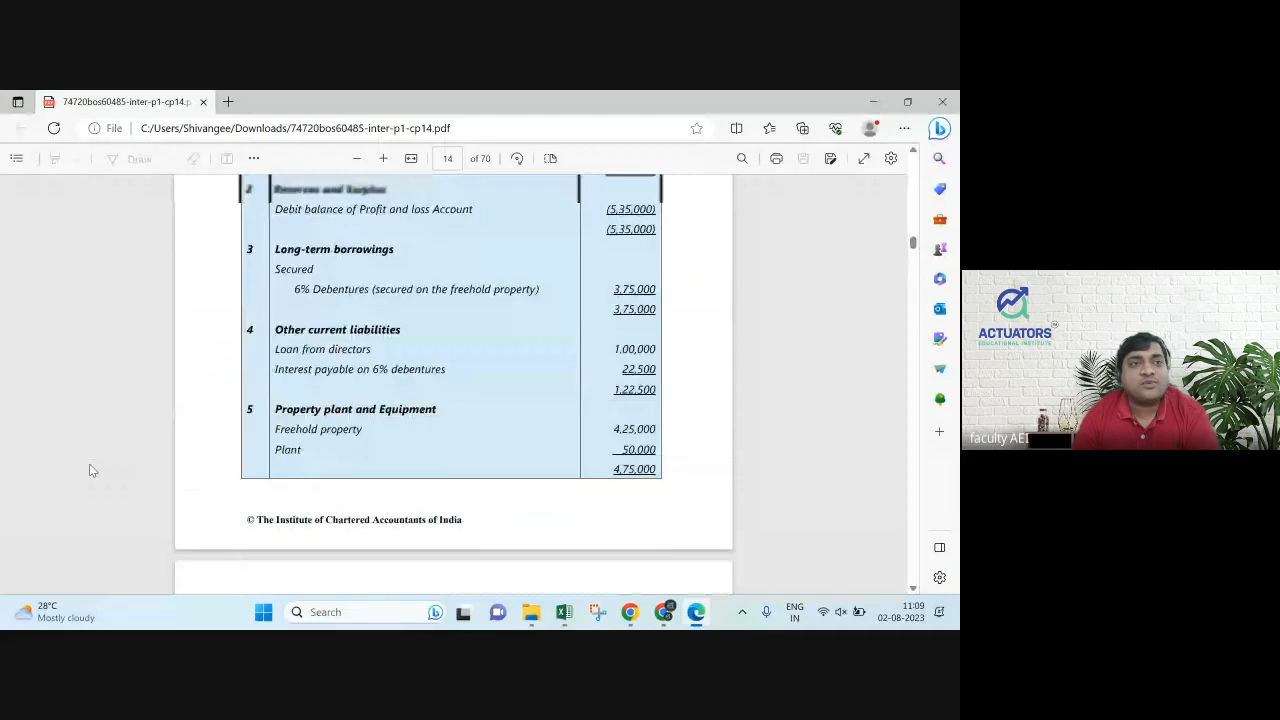 74720bos60485-inter-p1-cp14.p
File C:/Users/Shivangee/Downloads/74720bos60485-inter-p1-cp14.pdf
Draw 14 of 70
2 Reserves and Surplus
Debit balance of Profit and loss Account (5,35,000)
(5,35,000)
3 Long-term borrowings
Secured
6% Debentures (secured on the freehold property) 3,75,000
3,75,000
4 Other current liabilities
Loan from directors 1,00,000
Interest payable on 6% debentures 22,500
1,22,500
5 Property plant and Equipment
Freehold property 4,25,000
Plant 50,000
4,75,000
© The Institute of Chartered Accountants of India
ACTUATORS
EDUCATIONAL INSTITUTE
faculty AEI
28°C
Mostly cloudy
Search
ENG
IN
11:09
02-08-2023